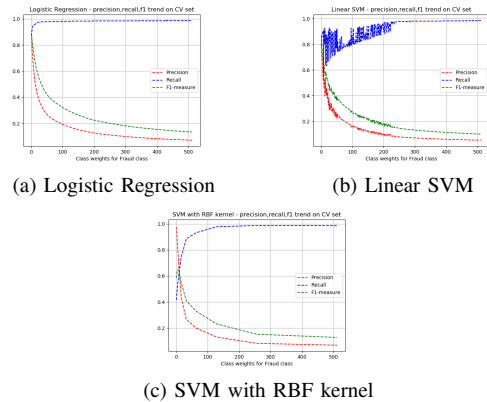 Logistic Regression - precision,recall,f1 trend on CV set
1.0
0.8
0.6
0.4
0.2
Precision
Recall
F1-measure
0 100 200 300 400 500
Class weights for Fraud class
(a) Logistic Regression
Linear SVM - precision,recall,f1 trend on CV set
1.0
0.8
0.6
0.4
0.2
Precision
Recall
F1-measure
0 100 200 300 400 500
Class weights for Fraud class
(b) Linear SVM
SVM with RBF kernel - precision,recall,f1 trend on CV set
1.0
0.8
0.6
0.4
0.2
Precision
Recall
F1-measure
0 100 200 300 400 500
Class weights for Fraud class
(c) SVM with RBF kernel